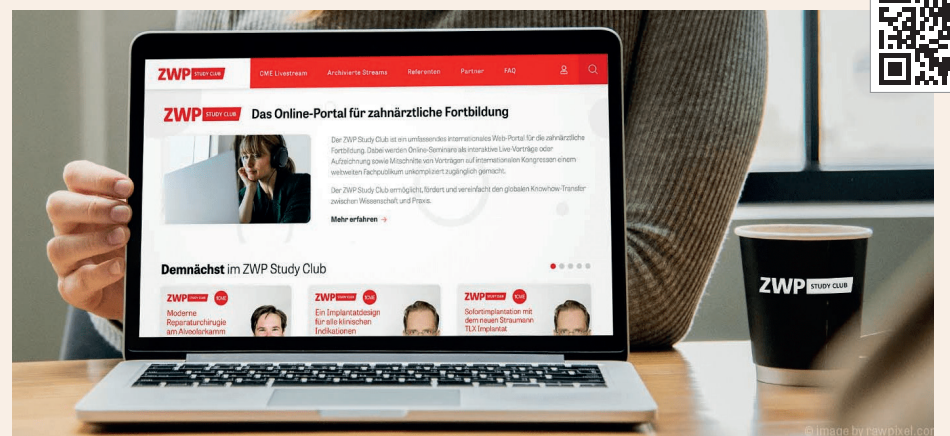 ZWP STUDY CLUB
CME Livestream
Archivierte Streams
Referenten
Partner
FAQ
ZWP STUDY CLUB Das Online-Portal für zahnärztliche Fortbildung
Der ZWP Study Club ist ein umfassendes internationales Web-Portal für die zahnärztliche
Fortbildung. Dabei werden Online-Seminare als interaktive Live-Vorträge oder
Aufzeichnung sowie Mitschnitte von Vorträgen auf internationalen Kongressen einem
weltweiten Fachpublikum unkompliziert zugänglich gemacht.
Der ZWP Study Club ermöglicht, fördert und vereinfacht den globalen Knowhow-Transfer
zwischen Wissenschaft und Praxis.
Mehr erfahren →
Demnächst im ZWP Study Club
ZWP STUDY CLUB 1CME
Moderne
Reparaturchirugie
am Alveolarkamm
ZWP STUDY CLUB 1CME
Ein Implantatdesign
für alle klinischen
Indikationen
ZWP STUDY CLUB 1CME
Sofortimplantation mit
dem neuen Straumann
TLX Implantat
ZWP STUDY CLUB
© image by rawpixel.com